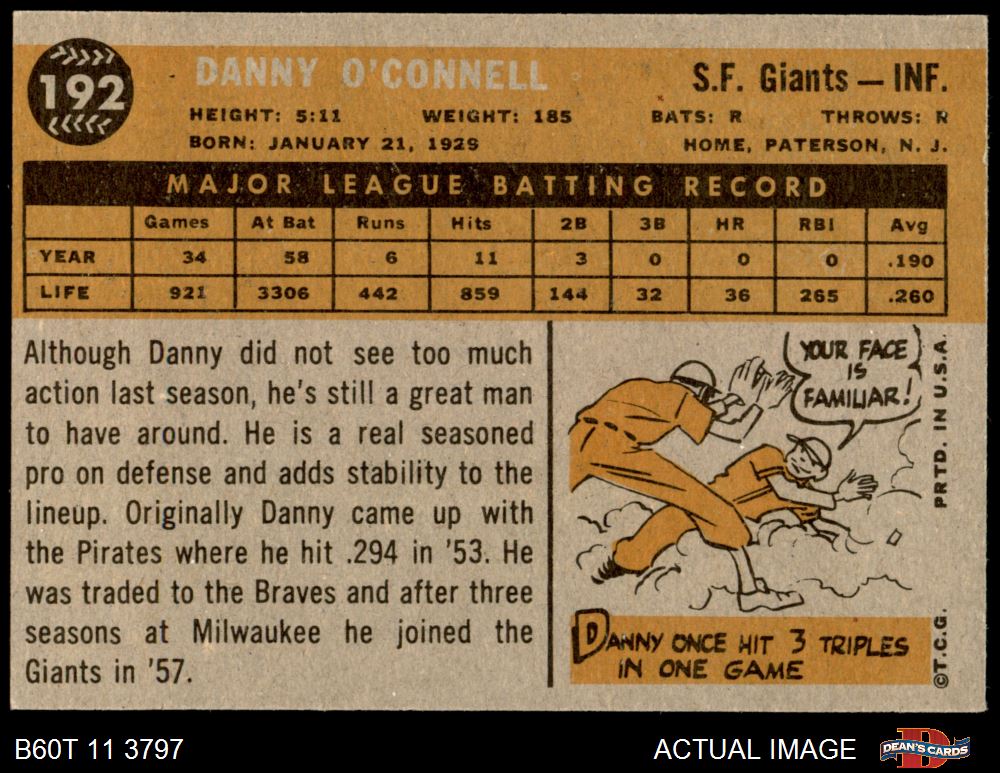 192
DANNY O'CONNELL
S.F. Giants — INF.
HEIGHT: 5:11 WEIGHT: 185 BATS: R THROWS: R
BORN: JANUARY 21, 1929 HOME, PATERSON, N. J.
MAJOR LEAGUE BATTING RECORD
Games At Bat Runs Hits 2B 3B HR RBI Avg
YEAR 34 58 6 11 3 0 0 0 .190
LIFE 921 3306 442 859 144 32 36 265 .260
Although Danny did not see too much
action last season, he's still a great man
to have around. He is a real seasoned
pro on defense and adds stability to the
lineup. Originally Danny came up with
the Pirates where he hit .294 in '53. He
was traded to the Braves and after three
seasons at Milwaukee he joined the
Giants in '57.
YOUR FACE
IS
FAMILIAR!
DANNY ONCE HIT 3 TRIPLES
IN ONE GAME
PRTD. IN U.S.A.
©T.C.G.
B60T 11 3797
ACTUAL IMAGE
DEAN'S CARDS